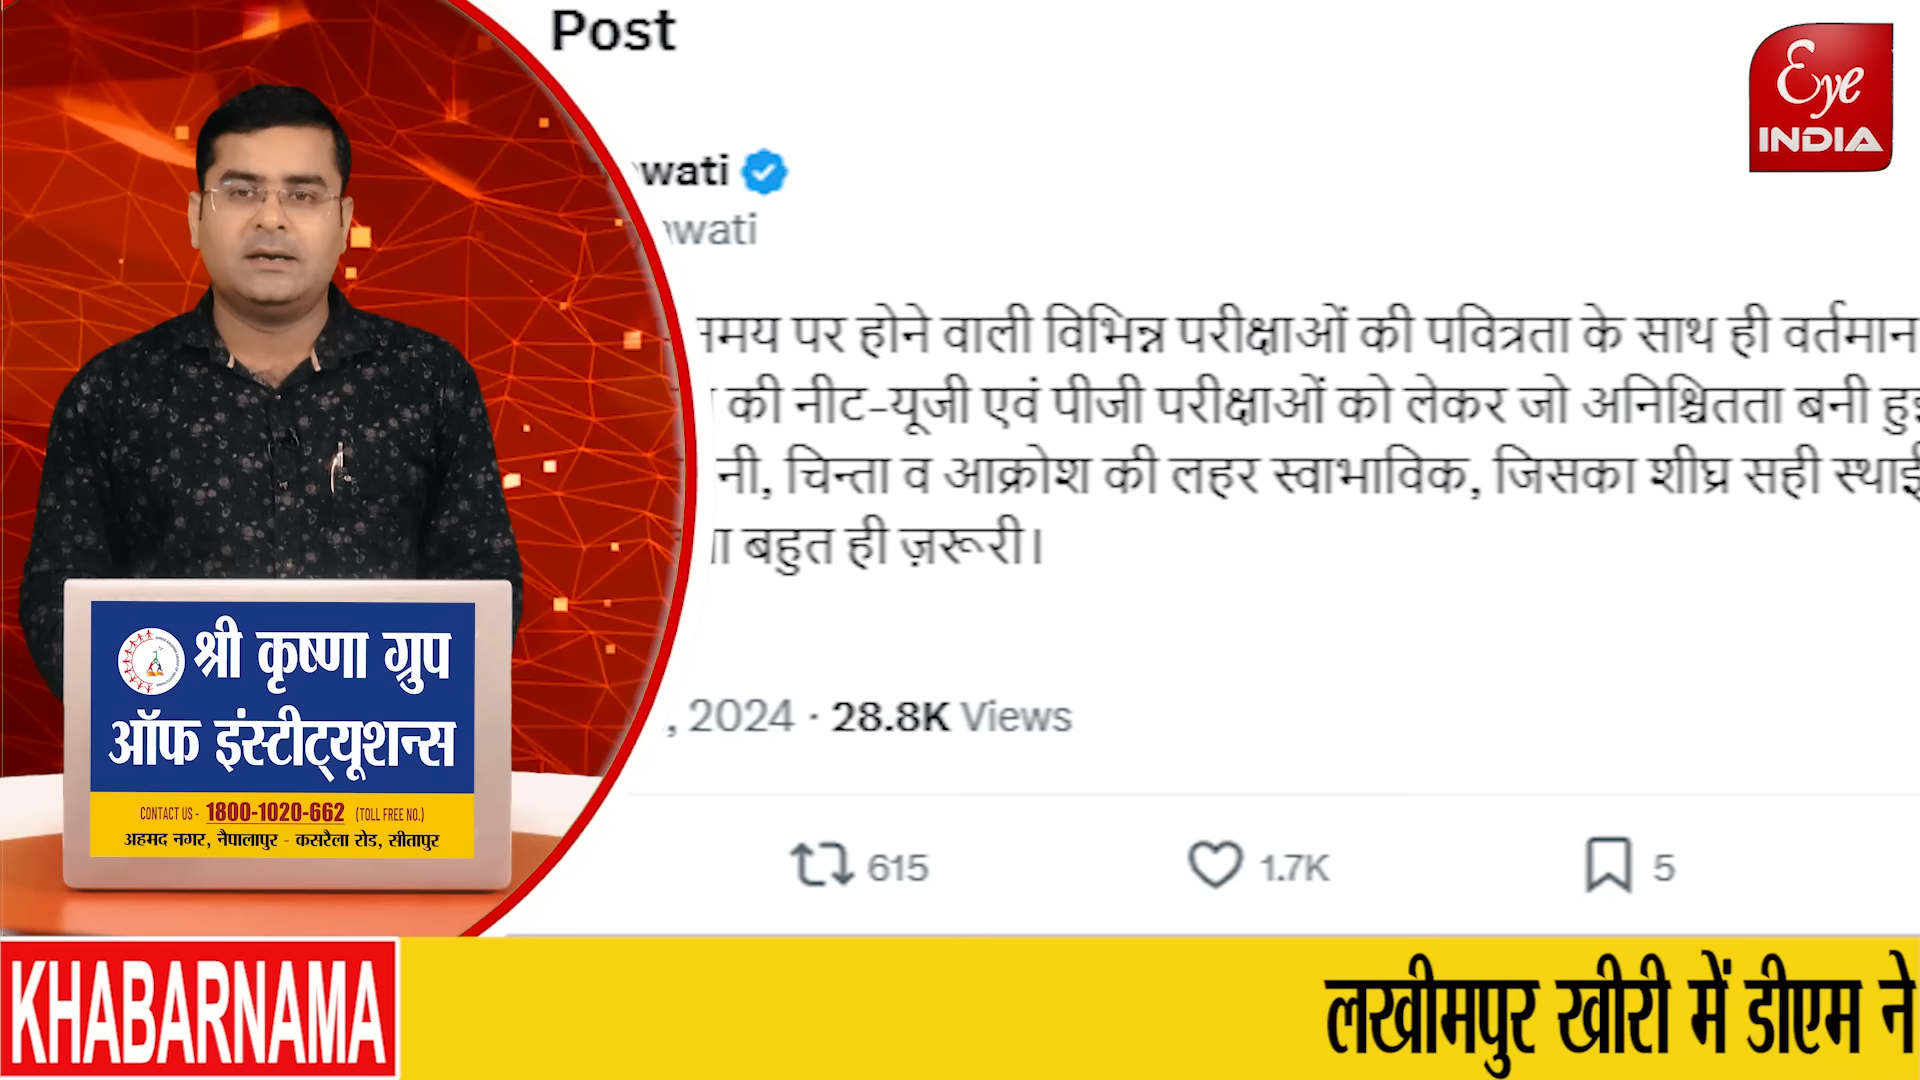 Post
Eye
INDIA
wati
wati
समय पर होने वाली विभिन्न परीक्षाओं की पवित्रता के साथ ही वर्तमान
की नीट-यूजी एवं पीजी परीक्षाओं को लेकर जो अनिश्चितता बनी हुई
नी, चिन्ता व आक्रोश की लहर स्वाभाविक, जिसका शीघ्र सही स्थाई
बहुत ही ज़रूरी।
, 2024 · 28.8K Views
615 1.7K 5
श्री कृष्णा ग्रुप
ऑफ इंस्टीट्यूशन्स
CONTACT US - 1800-1020-662 (TOLL FREE NO.)
अहमद नगर, नैपालापुर - कसरैला रोड, सीतापुर
KHABARNAMA
लखीमपुर खीरी में डीएम ने